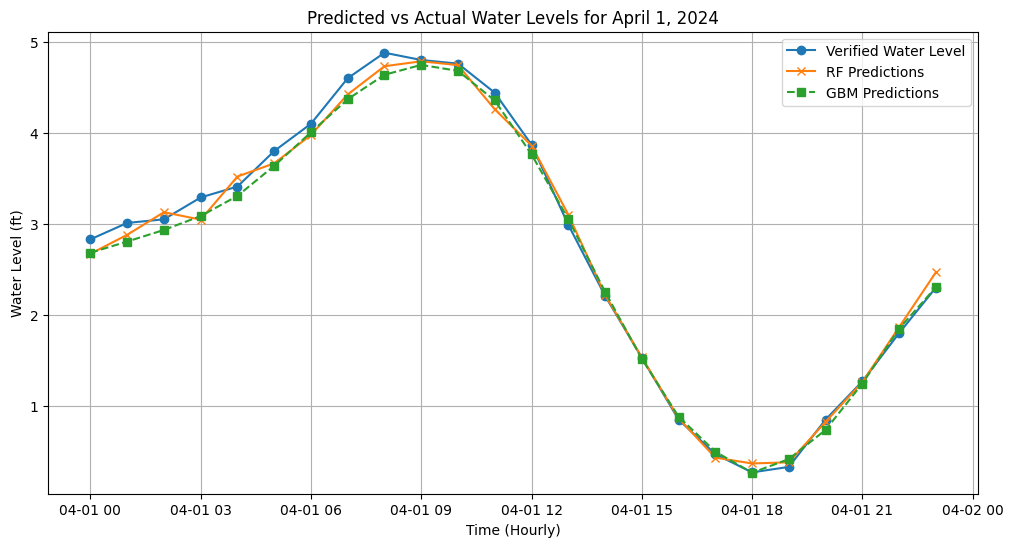 Predicted vs Actual Water Levels for April 1, 2024
Verified Water Level
RF Predictions
GBM Predictions
Water Level (ft)
5
4
3
2
1
04-01 00
04-01 03
04-01 06
04-01 09
04-01 12
04-01 15
04-01 18
04-01 21
04-02 00
Time (Hourly)